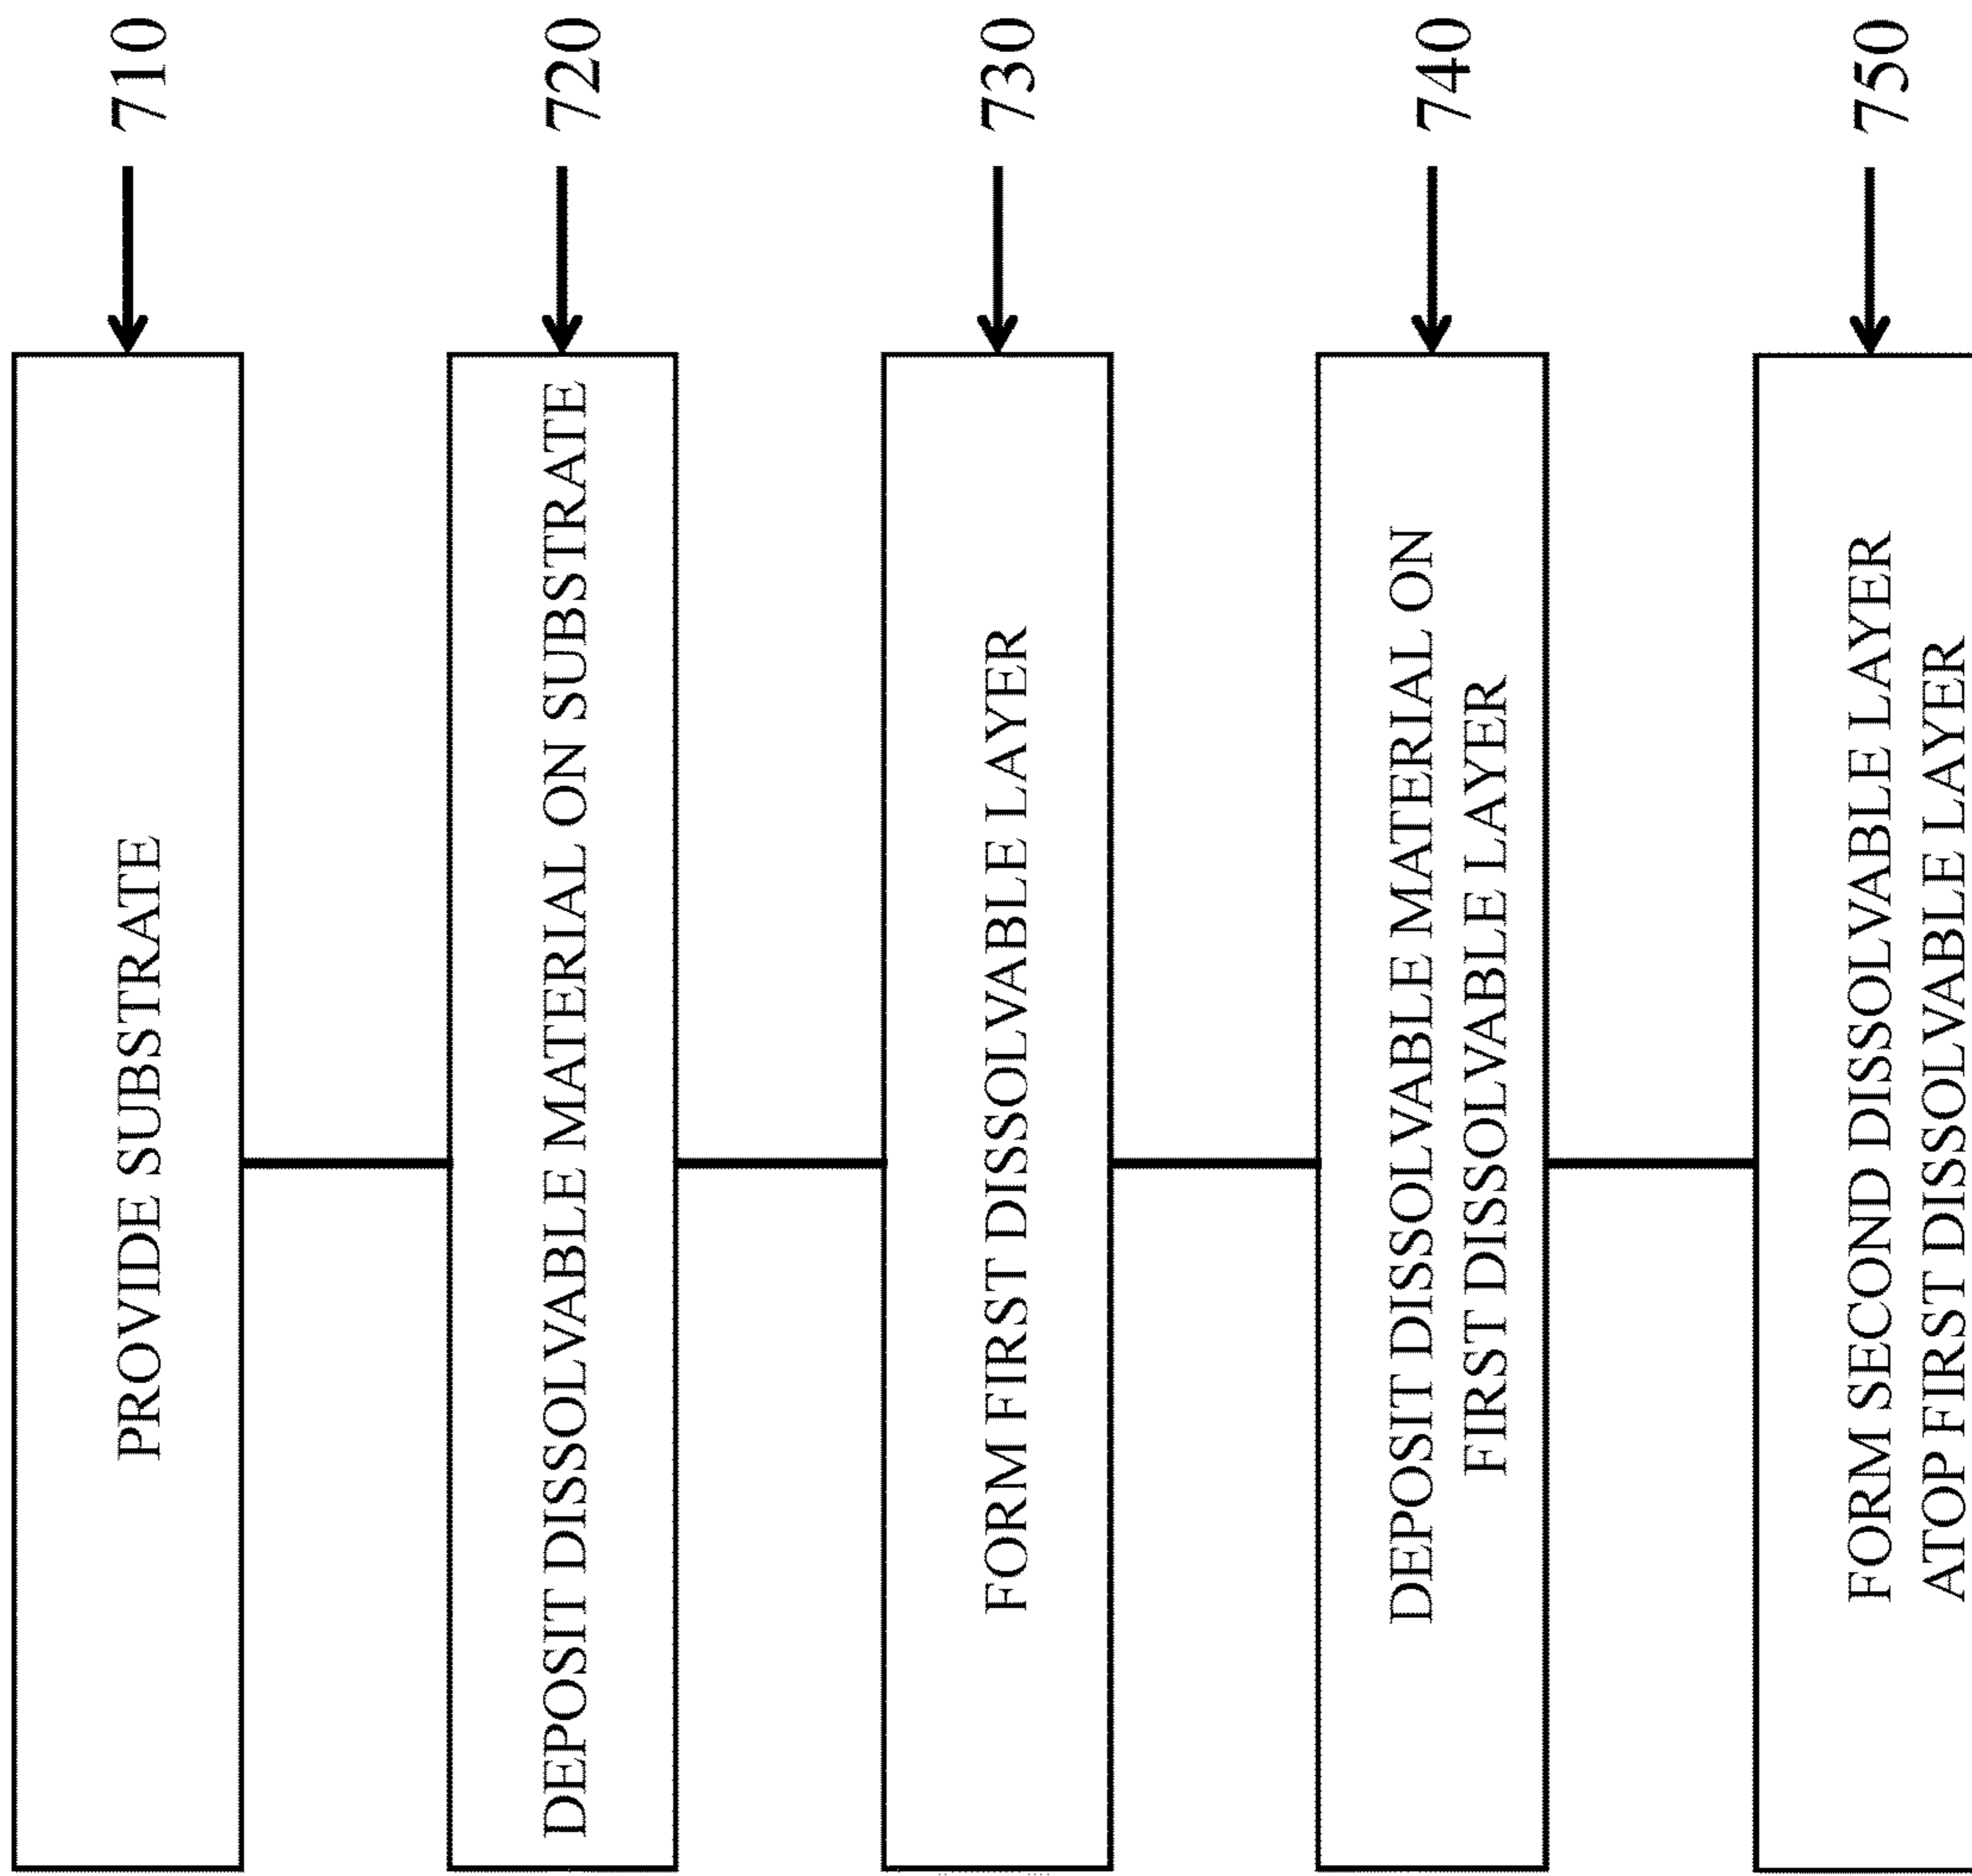 PROVIDE SUBSTRATE
710
DEPOSIT DISSOLVABLE MATERIAL ON SUBSTRATE
720
FORM FIRST DISSOLVABLE LAYER
730
DEPOSIT DISSOLVABLE MATERIAL ON
FIRST DISSOLVABLE LAYER
740
FORM SECOND DISSOLVABLE LAYER
ATOP FIRST DISSOLVABLE LAYER
750